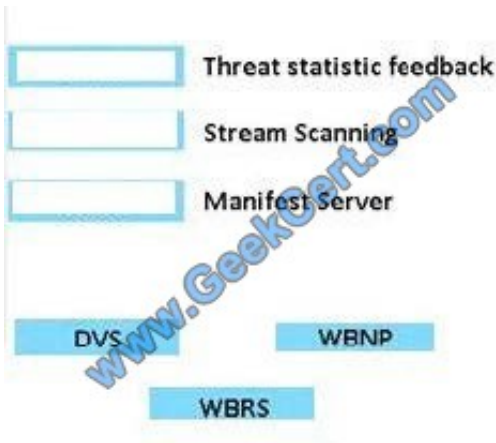 Threat statistic feedback
Stream Scanning
Manifest Server
www.GeekCert.com
DVS
WBNP
WBRS